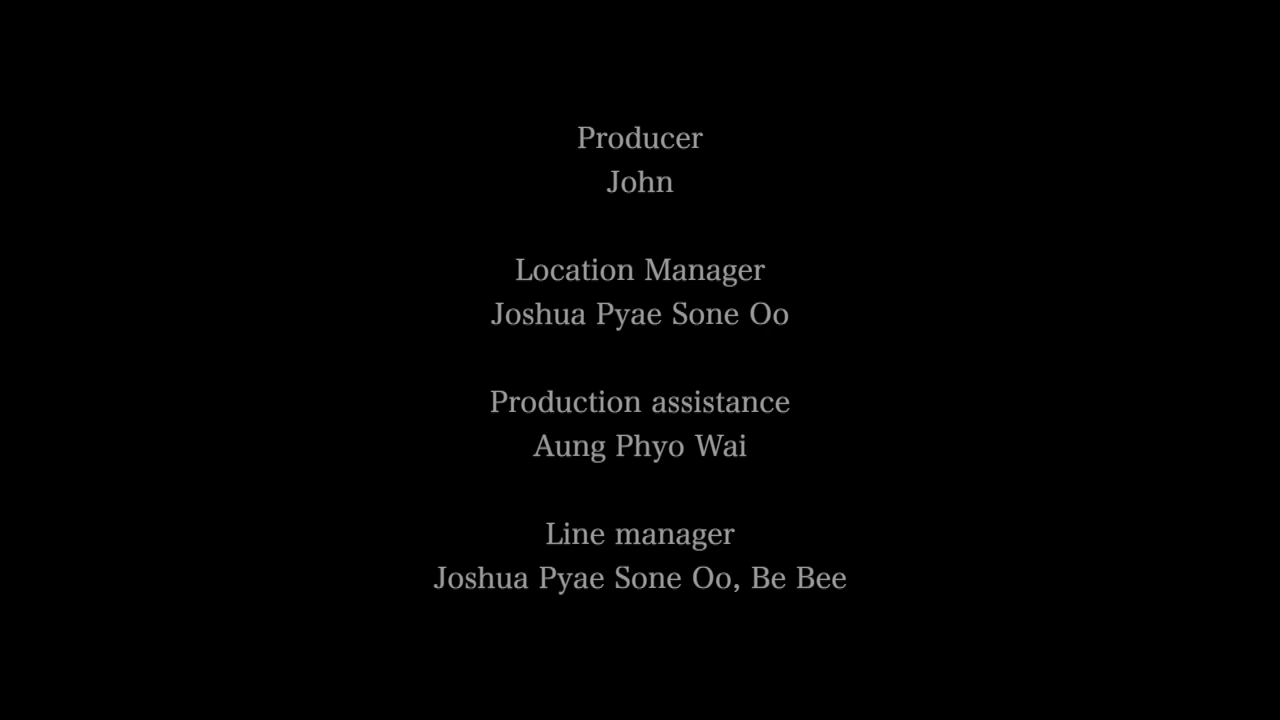 Producer
John
Location Manager
Joshua Pyae Sone Oo
Production assistance
Aung Phyo Wai
Line manager
Joshua Pyae Sone Oo, Be Bee